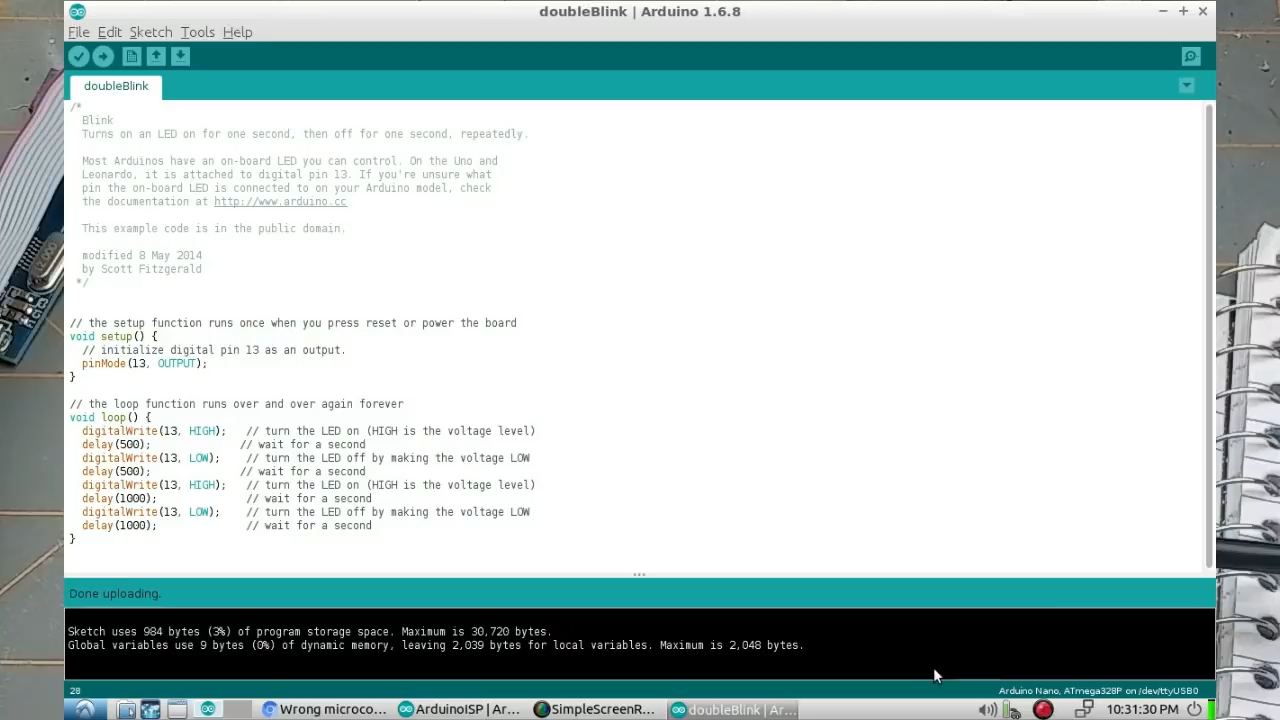 doubleBlink | Arduino 1.6.8
File Edit Sketch Tools Help
doubleBlink
/*
Blink
Turns on an LED on for one second, then off for one second, repeatedly.
Most Arduinos have an on-board LED you can control. On the Uno and
Leonardo, it is attached to digital pin 13. If you're unsure what
pin the on-board LED is connected to on your Arduino model, check
the documentation at http://www.arduino.cc
This example code is in the public domain.
modified 8 May 2014
by Scott Fitzgerald
*/
// the setup function runs once when you press reset or power the board
void setup() {
// initialize digital pin 13 as an output.
pinMode(13, OUTPUT);
}
// the loop function runs over and over again forever
void loop() {
digitalWrite(13, HIGH); // turn the LED on (HIGH is the voltage level)
delay(500); // wait for a second
digitalWrite(13, LOW); // turn the LED off by making the voltage LOW
delay(500); // wait for a second
digitalWrite(13, HIGH); // turn the LED on (HIGH is the voltage level)
delay(1000); // wait for a second
digitalWrite(13, LOW); // turn the LED off by making the voltage LOW
delay(1000); // wait for a second
}
Done uploading.
Sketch uses 984 bytes (3%) of program storage space. Maximum is 30,720 bytes.
Global variables use 9 bytes (0%) of dynamic memory, leaving 2,039 bytes for local variables. Maximum is 2,048 bytes.
28 Arduino Nano, ATmega328P on /dev/ttyUSB0
Wrong microco... ArduinoISP | Ar... SimpleScreenR... doubleBlink | Ar... 10:31:30 PM